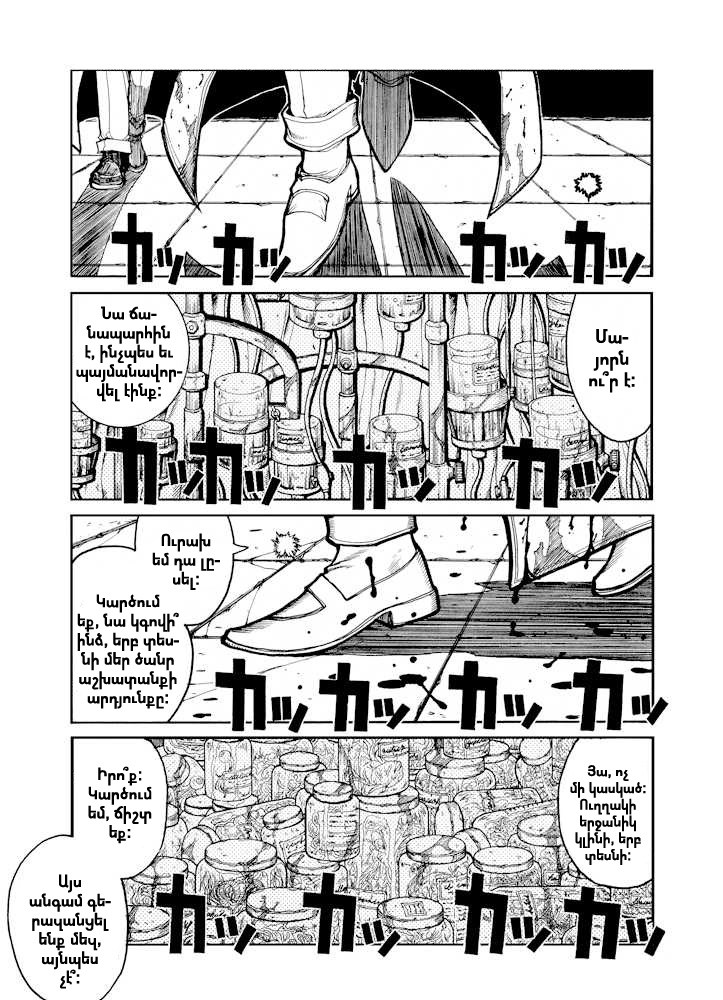 カッ カッ カッ カッ
Մա-
յորն
ու՞ր է:
Նա ճա-
նապարհին
է, ինչպես եւ
պայմանավոր-
վել էինք:
カッ カッ カッ カッ
Ուրախ
եմ դա լը-
սել:
Կարծում
եք, նա կգովի՞
ինձ, երբ տես-
նի մեր ծանր
աշխատանքի
արդյունքը:
カッ カッ カッ カッ
Յա, ոչ
մի կասկած:
Ուղղակի
երջանիկ
կլինի, երբ
տեսնի:
Իրո՞ք:
Կարծում
եմ, ճիշտ
եք:
Այս
անգամ գե-
րազանցել
ենք մեզ,
այնպես
չէ՞:
カッ カッ カッ カッ